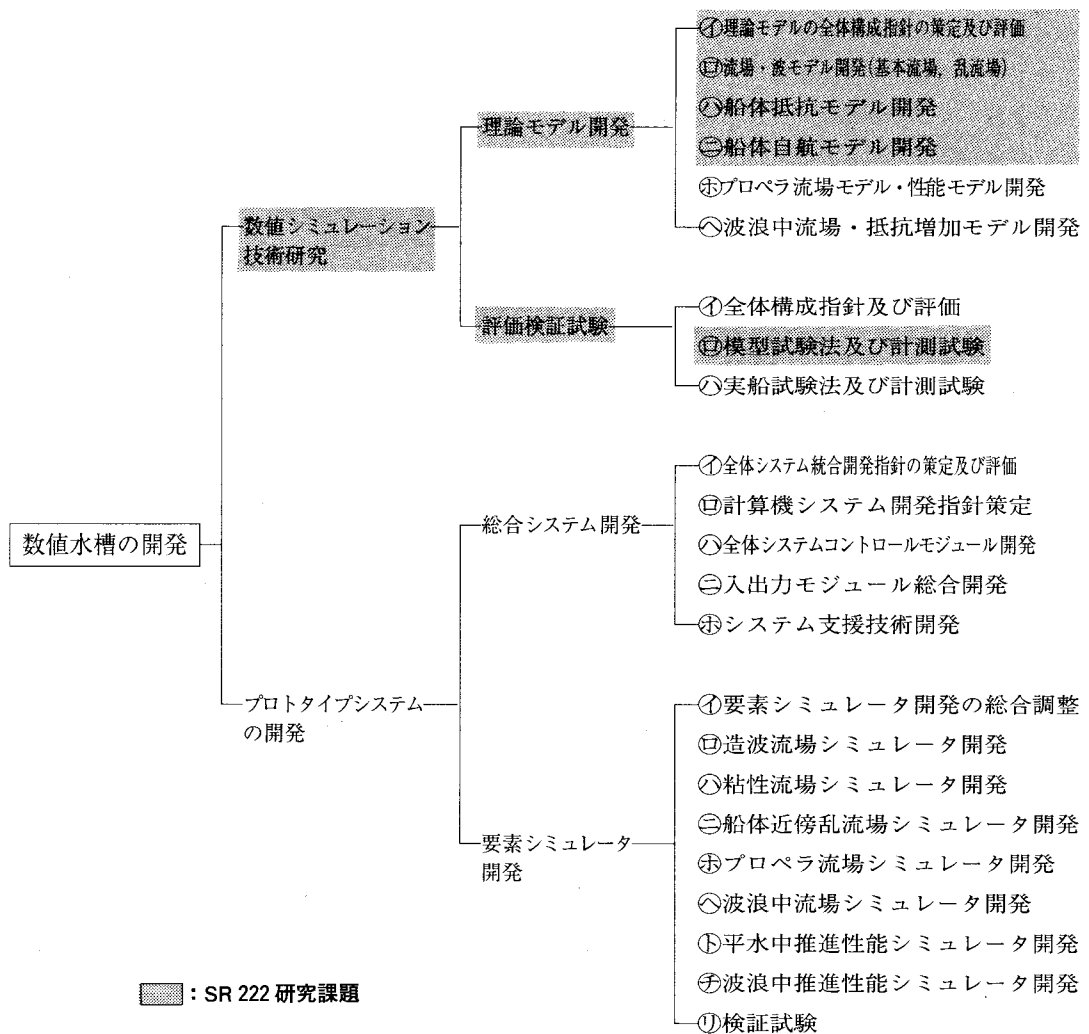 数値水槽の開発
数値シミュレーション
技術研究
理論モデル開発
㋑理論モデルの全体構成指針の策定及び評価
㋺流場・波モデル開発(基本流場, 乱流場)
㋩船体抵抗モデル開発
㋥船体自航モデル開発
㋭プロペラ流場モデル・性能モデル開発
㋬波浪中流場・抵抗増加モデル開発
評価検証試験
㋑全体構成指針及び評価
㋺模型試験法及び計測試験
㋩実船試験法及び計測試験
プロトタイプシステム
の開発
総合システム開発
㋑全体システム統合開発指針の策定及び評価
㋺計算機システム開発指針策定
㋩全体システムコントロールモジュール開発
㋥入出力モジュール総合開発
㋭システム支援技術開発
要素シミュレータ
開発
㋑要素シミュレータ開発の総合調整
㋺造波流場シミュレータ開発
㋩粘性流場シミュレータ開発
㋥船体近傍乱流場シミュレータ開発
㋭プロペラ流場シミュレータ開発
㋬波浪中流場シミュレータ開発
㋣平水中推進性能シミュレータ開発
㋠波浪中推進性能シミュレータ開発
㋷検証試験
：SR 222 研究課題